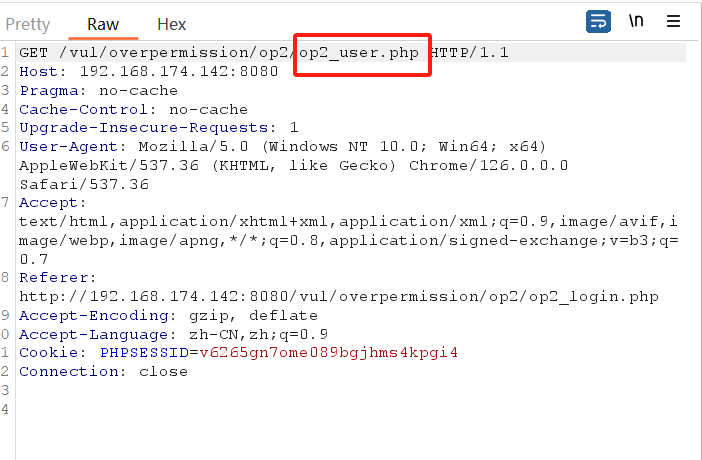 Pretty Raw Hex \n
1 GET /vul/overpermission/op2/op2_user.php HTTP/1.1
2 Host: 192.168.174.142:8080
3 Pragma: no-cache
4 Cache-Control: no-cache
5 Upgrade-Insecure-Requests: 1
6 User-Agent: Mozilla/5.0 (Windows NT 10.0; Win64; x64)
AppleWebKit/537.36 (KHTML, like Gecko) Chrome/126.0.0.0
Safari/537.36
7 Accept:
text/html,application/xhtml+xml,application/xml;q=0.9,image/avif,i
mage/webp,image/apng,*/*;q=0.8,application/signed-exchange;v=b3;q=
0.7
8 Referer:
http://192.168.174.142:8080/vul/overpermission/op2/op2_login.php
9 Accept-Encoding: gzip, deflate
0 Accept-Language: zh-CN,zh;q=0.9
1 Cookie: PHPSESSID=v6265gn7ome089bgjhms4kpgi4
2 Connection: close
3
4